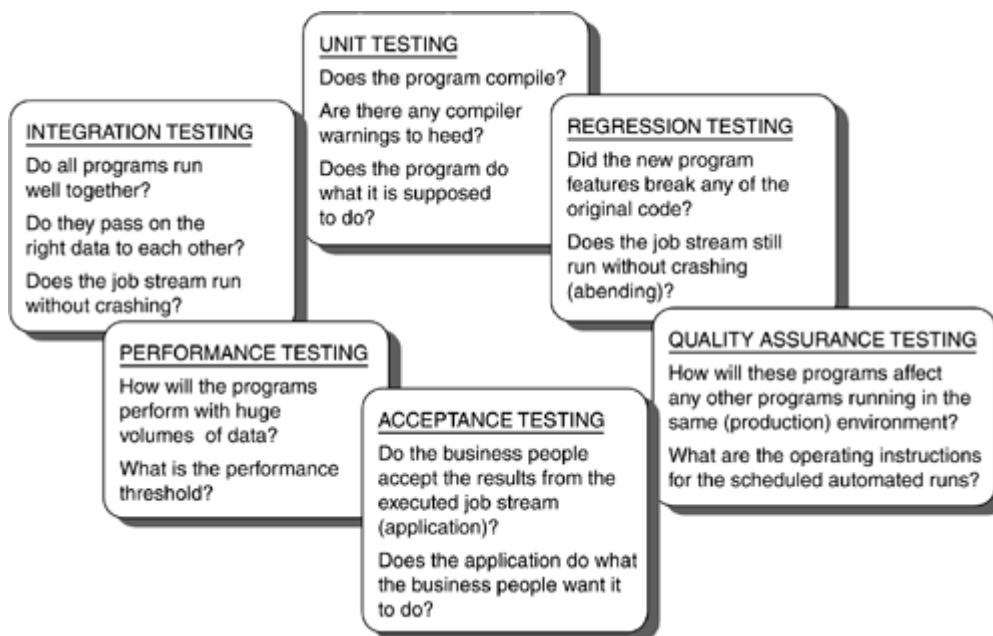 UNIT TESTING
Does the program compile?
Are there any compiler
warnings to heed?
Does the program do
what it is supposed
to do?
INTEGRATION TESTING
Do all programs run
well together?
Do they pass on the
right data to each other?
Does the job stream run
without crashing?
REGRESSION TESTING
Did the new program
features break any of the
original code?
Does the job stream still
run without crashing
(abending)?
PERFORMANCE TESTING
How will the programs
perform with huge
volumes of data?
What is the performance
threshold?
ACCEPTANCE TESTING
Do the business people
accept the results from the
executed job stream
(application)?
Does the application do what
the business people want it
to do?
QUALITY ASSURANCE TESTING
How will these programs affect
any other programs running in the
same (production) environment?
What are the operating instructions
for the scheduled automated runs?